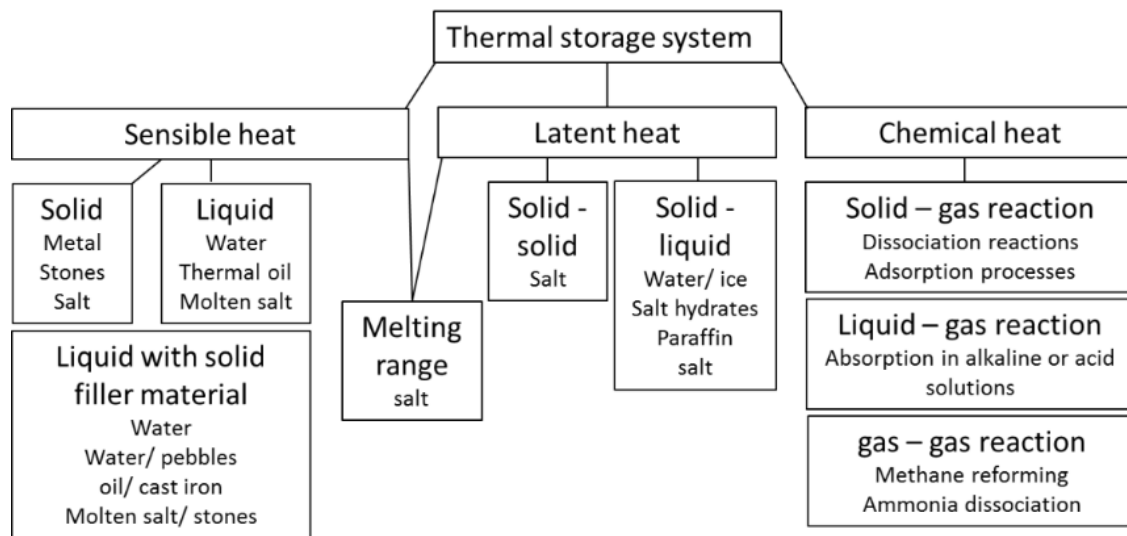 Thermal storage system
Sensible heat
Latent heat
Chemical heat
Solid
Metal
Stones
Salt
Liquid
Water
Thermal oil
Molten salt
Liquid with solid
filler material
Water
Water/ pebbles
oil/ cast iron
Molten salt/ stones
Melting
range
salt
Solid -
solid
Salt
Solid -
liquid
Water/ ice
Salt hydrates
Paraffin
salt
Solid – gas reaction
Dissociation reactions
Adsorption processes
Liquid – gas reaction
Absorption in alkaline or acid
solutions
gas – gas reaction
Methane reforming
Ammonia dissociation